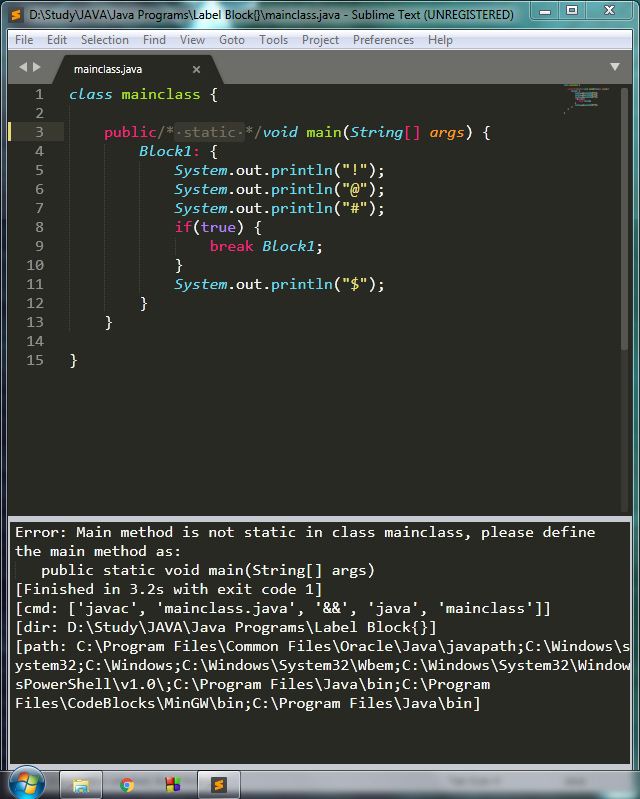 D:\Study\JAVA\Java Programs\Label Block{}\mainclass.java - Sublime Text (UNREGISTERED)
File Edit Selection Find View Goto Tools Project Preferences Help
mainclass.java
1 class mainclass {
2
3 public/* static */void main(String[] args) {
4 Block1: {
5 System.out.println("!");
6 System.out.println("@");
7 System.out.println("#");
8 if(true) {
9 break Block1;
10 }
11 System.out.println("$");
12 }
13 }
14
15 }
Error: Main method is not static in class mainclass, please define
the main method as:
public static void main(String[] args)
[Finished in 3.2s with exit code 1]
[cmd: ['javac', 'mainclass.java', '&&', 'java', 'mainclass']]
[dir: D:\Study\JAVA\Java Programs\Label Block{}]
[path: C:\Program Files\Common Files\Oracle\Java\javapath;C:\Windows\s
ystem32;C:\Windows;C:\Windows\System32\Wbem;C:\Windows\System32\Window
sPowerShell\v1.0\;C:\Program Files\Java\bin;C:\Program
Files\CodeBlocks\MinGW\bin;C:\Program Files\Java\bin]